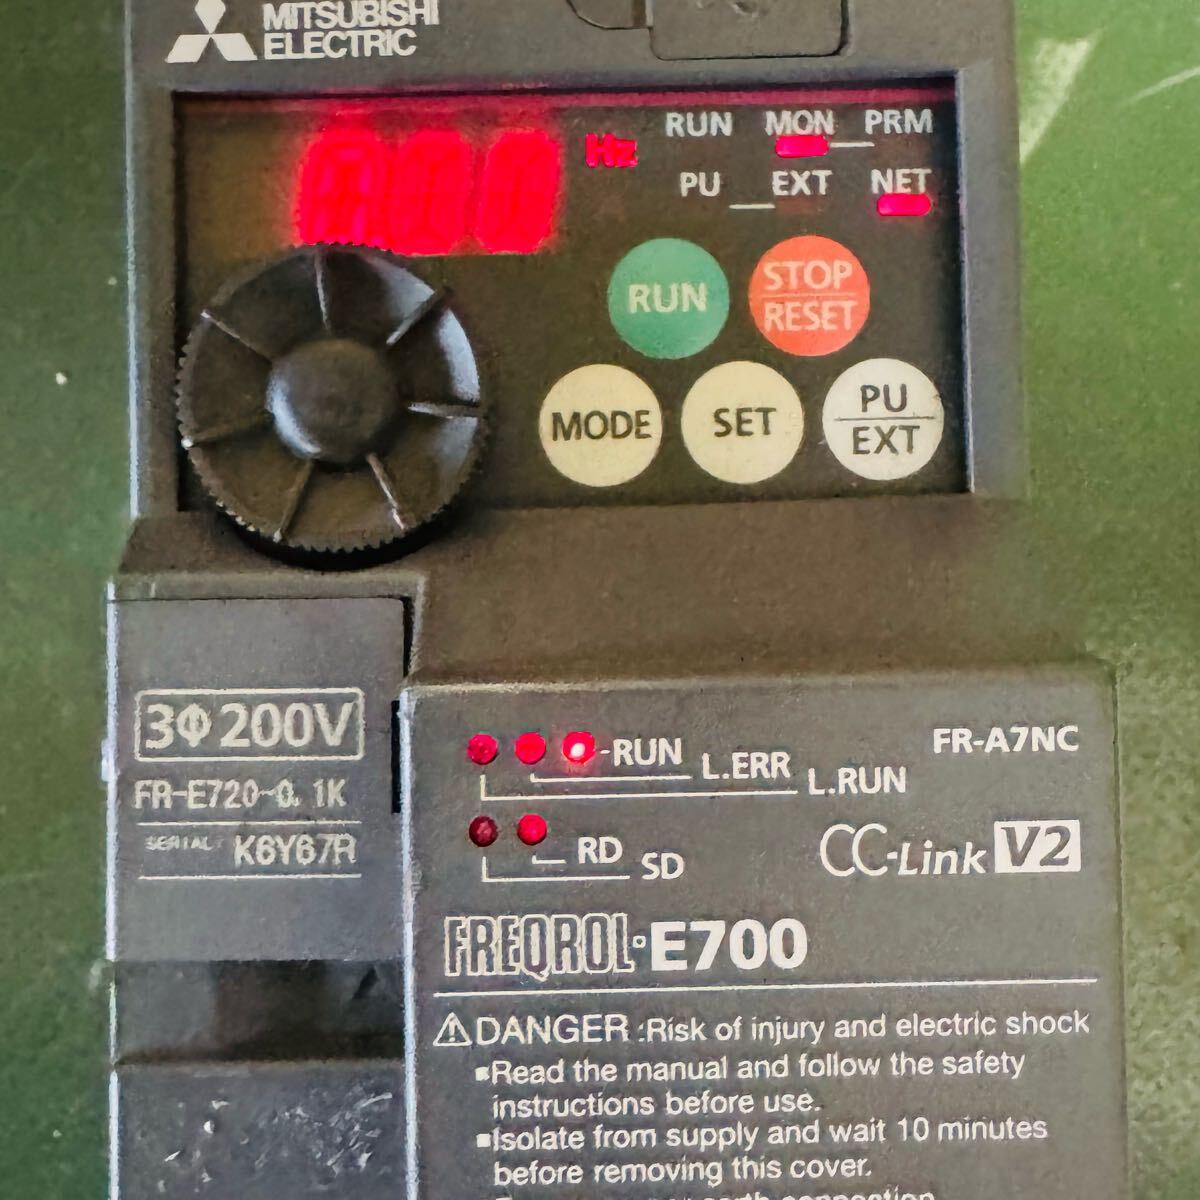 MITSUBISHI
ELECTRIC
Hz
RUN MON PRM
PU EXT NET
RUN
STOP
RESET
MODE
SET
PU
EXT
3Φ200V
FR-E720-0.1K
SERIAL K6Y67R
FR-A7NC
RUN
L.ERR
L.RUN
RD
SD
CC-Link V2
FREQROL-E700
⚠DANGER :Risk of injury and electric shock
▪Read the manual and follow the safety
instructions before use.
▪Isolate from supply and wait 10 minutes
before removing this cover.